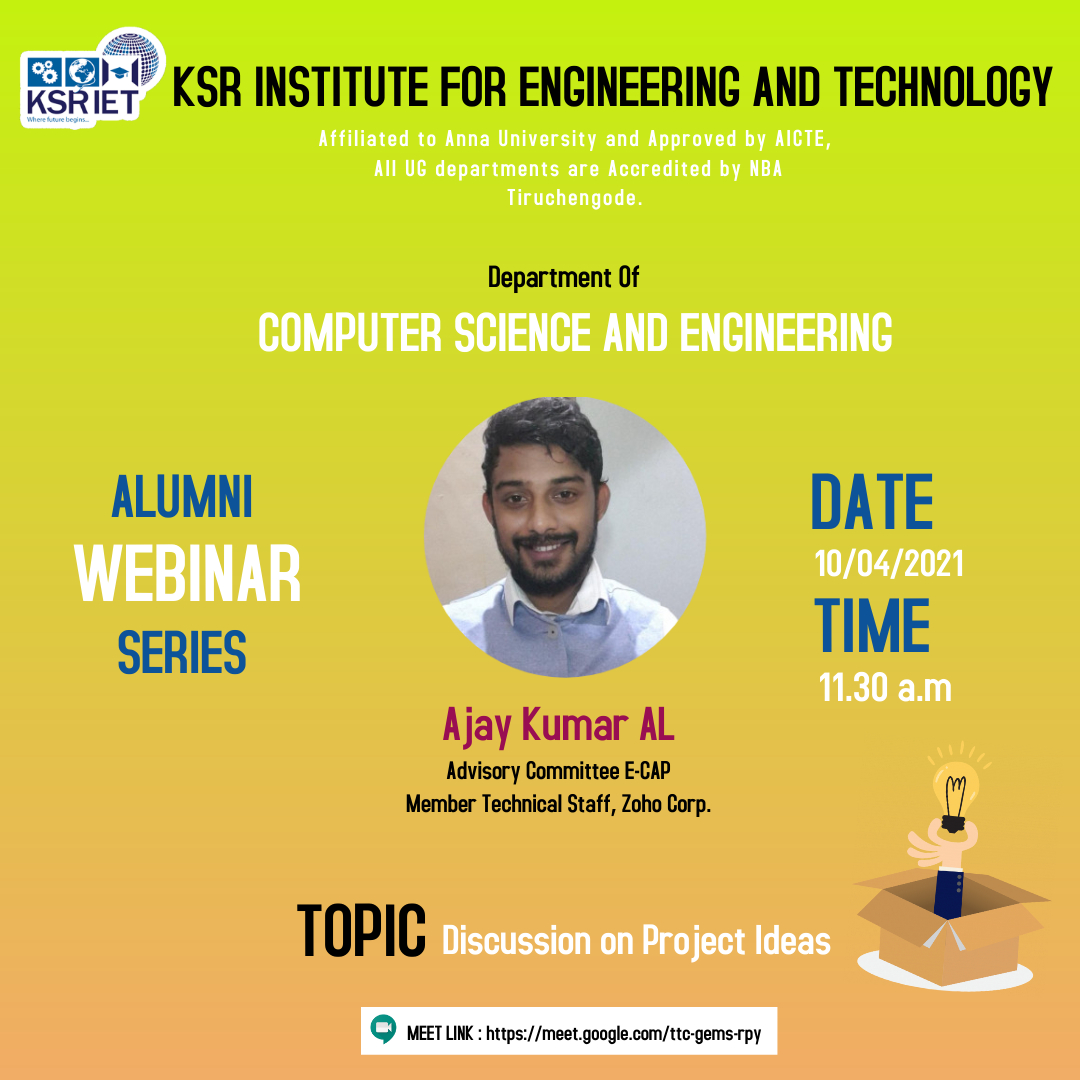 KSR IET
Where future begins...
KSR INSTITUTE FOR ENGINEERING AND TECHNOLOGY
Affiliated to Anna University and Approved by AICTE,
All UG departments are Accredited by NBA
Tiruchengode.
Department Of
COMPUTER SCIENCE AND ENGINEERING
ALUMNI
WEBINAR
SERIES
DATE
10/04/2021
TIME
11.30 a.m
Ajay Kumar AL
Advisory Committee E-CAP
Member Technical Staff, Zoho Corp.
TOPIC Discussion on Project Ideas
MEET LINK : https://meet.google.com/ttc-gems-rpy